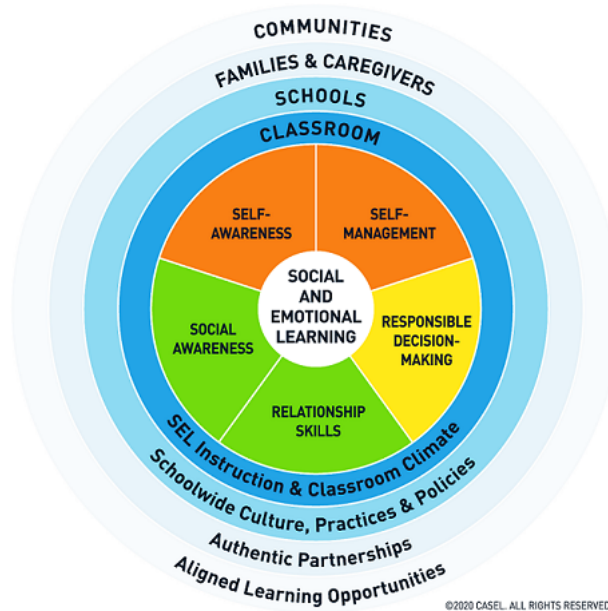 COMMUNITIES
FAMILIES & CAREGIVERS
SCHOOLS
CLASSROOM
SELF-
AWARENESS
SELF-
MANAGEMENT
SOCIAL
AND
EMOTIONAL
LEARNING
SOCIAL
AWARENESS
RESPONSIBLE
DECISION-
MAKING
RELATIONSHIP
SKILLS
SEL Instruction & Classroom Climate
Schoolwide Culture, Practices & Policies
Authentic Partnerships
Aligned Learning Opportunities
©2020 CASEL. ALL RIGHTS RESERVED